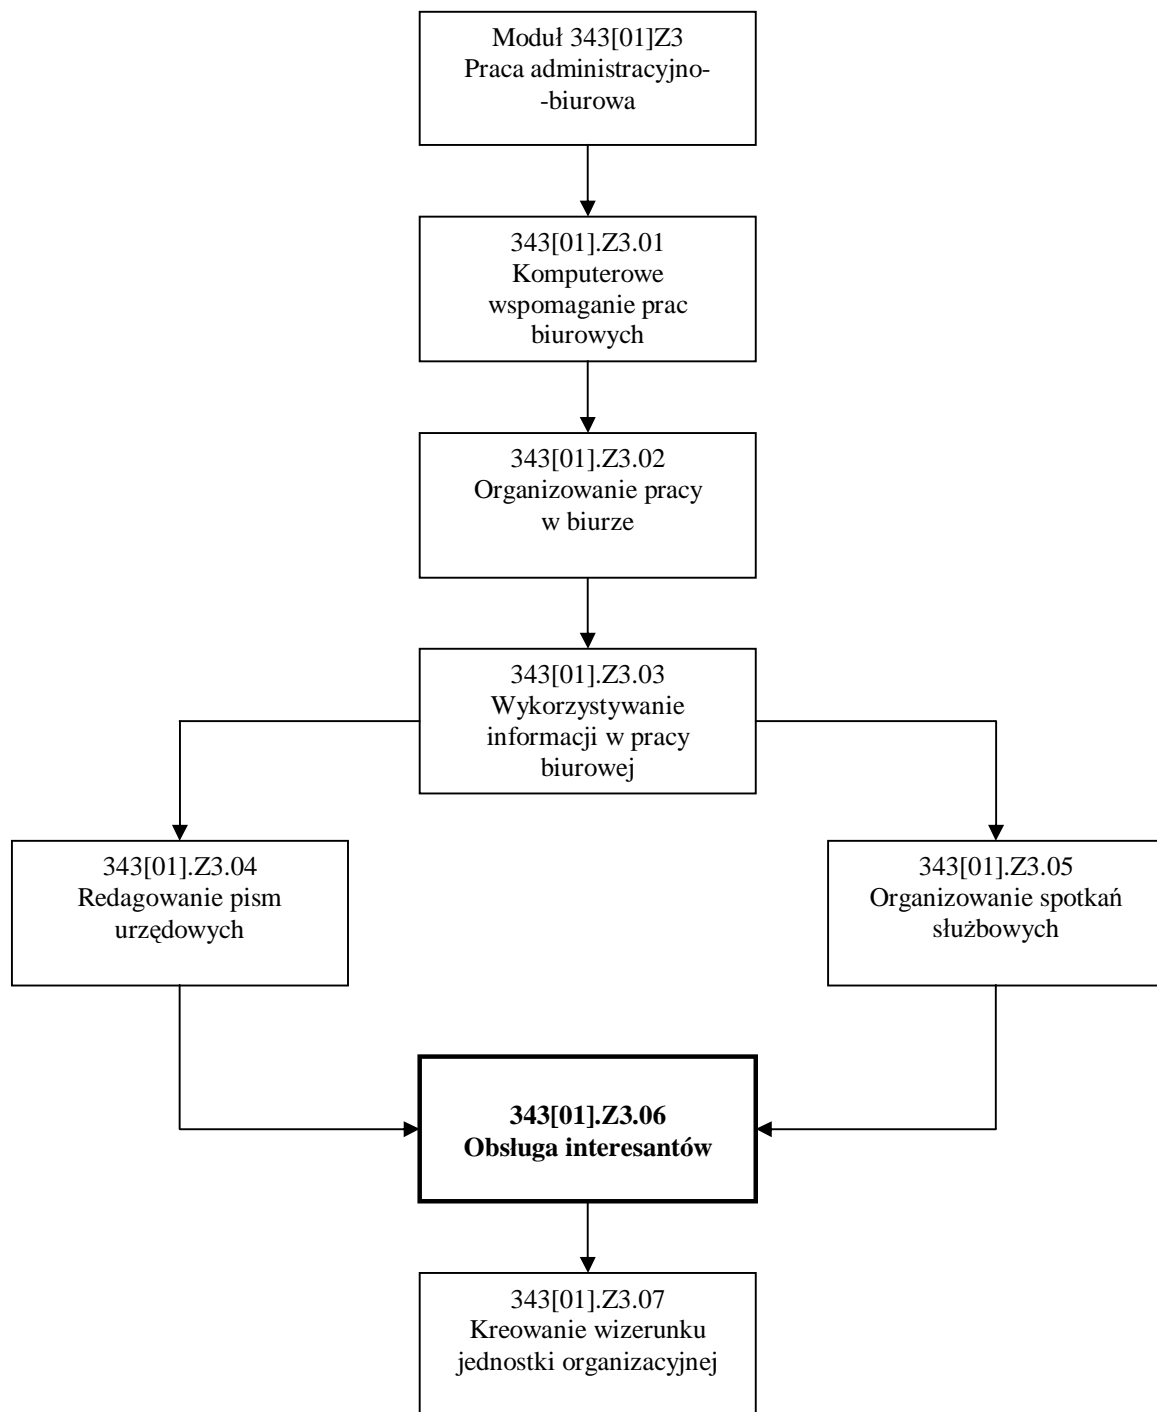 Moduł 343[01]Z3
Praca administracyjno-
-biurowa
343[01].Z3.01
Komputerowe
wspomaganie prac
biurowych
343[01].Z3.02
Organizowanie pracy
w biurze
343[01].Z3.03
Wykorzystywanie
informacji w pracy
biurowej
343[01].Z3.04
Redagowanie pism
urzędowych
343[01].Z3.05
Organizowanie spotkań
służbowych
343[01].Z3.06
Obsługa interesantów
343[01].Z3.07
Kreowanie wizerunku
jednostki organizacyjnej